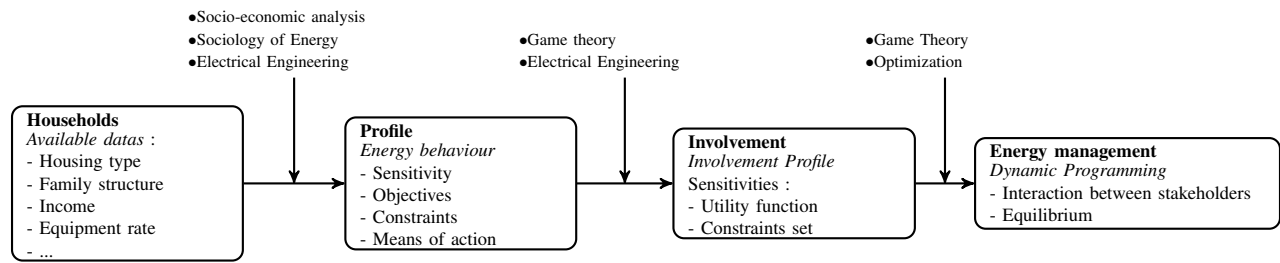 ●Socio-economic analysis
●Sociology of Energy
●Electrical Engineering
●Game theory
●Electrical Engineering
●Game Theory
●Optimization
Households
Available datas :
- Housing type
- Family structure
- Income
- Equipment rate
- ...
Profile
Energy behaviour
- Sensitivity
- Objectives
- Constraints
- Means of action
Involvement
Involvement Profile
Sensitivities :
- Utility function
- Constraints set
Energy management
Dynamic Programming
- Interaction between stakeholders
- Equilibrium